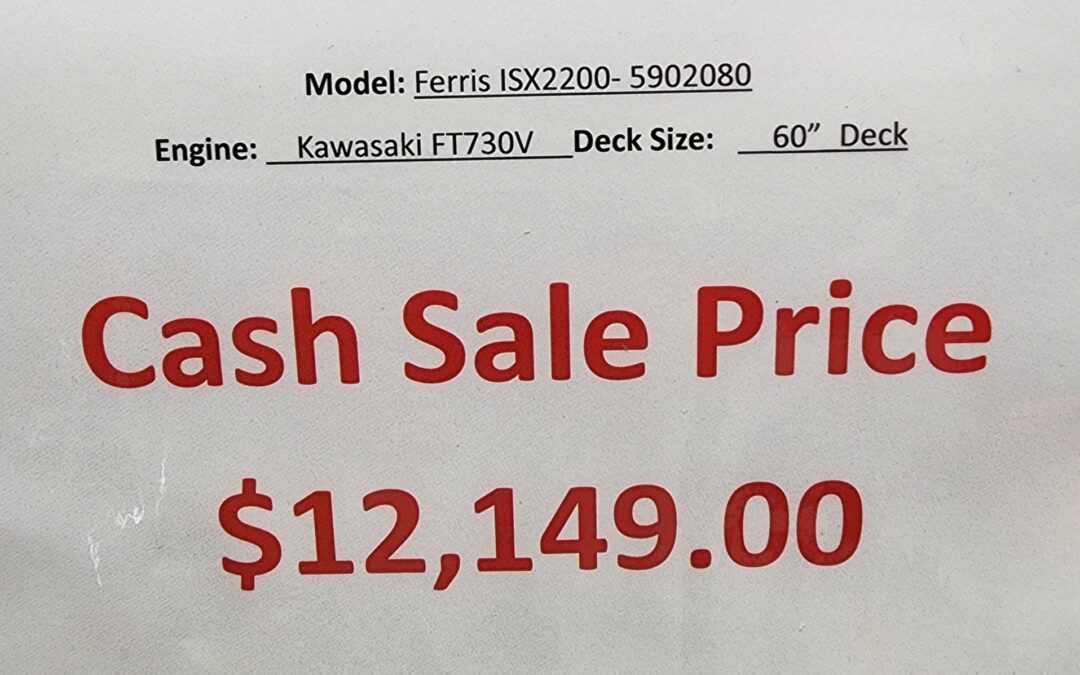 Model: Ferris ISX2200- 5902080
Engine: Kawasaki FT730V Deck Size: 60” Deck
Cash Sale Price
$12,149.00